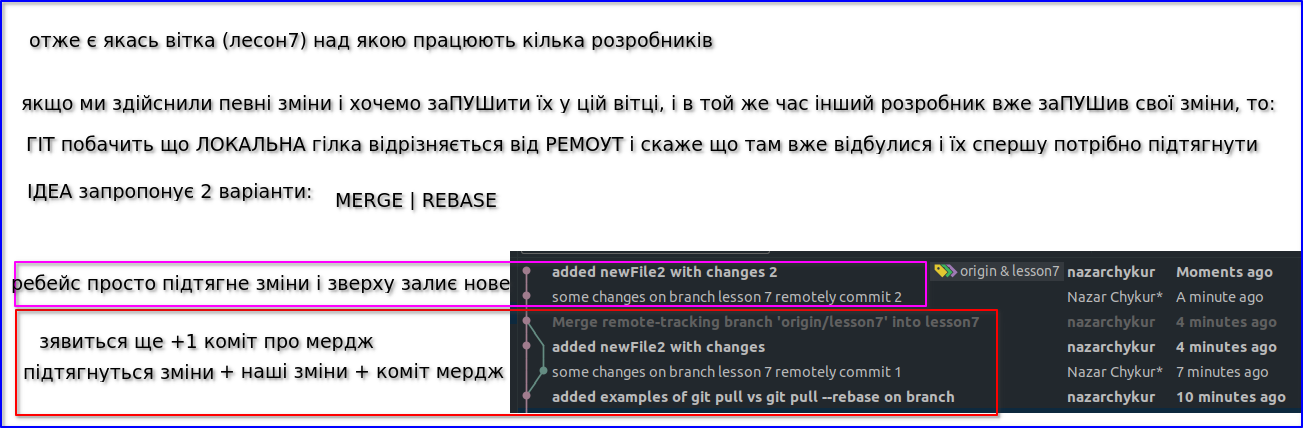 отже є якась вітка (лесон7) над якою працюють кілька розробників
якщо ми здійснили певні зміни і хочемо заПУШити їх у цій вітці, і в той же час інший розробник вже заПУШив свої зміни, то:
ГІТ побачить що ЛОКАЛЬНА гілка відрізняється від РЕМОУТ і скаже що там вже відбулися і їх спершу потрібно підтягнути
ІДЕА запропонує 2 варіанти: MERGE | REBASE
ребейс просто підтягне зміни і зверху заліє нове
added newFile2 with changes 2 origin & lesson7 nazarchykur Moments ago
some changes on branch lesson 7 remotely commit 2 Nazar Chykur* A minute ago
Merge remote-tracking branch 'origin/lesson7' into lesson7 nazarchykur 4 minutes ago
зявиться ще +1 коміт про мердж
added newFile2 with changes nazarchykur 4 minutes ago
підтягнуться зміни + наші зміни + коміт мердж
some changes on branch lesson 7 remotely commit 1 Nazar Chykur* 7 minutes ago
added examples of git pull vs git pull --rebase on branch nazarchykur 10 minutes ago